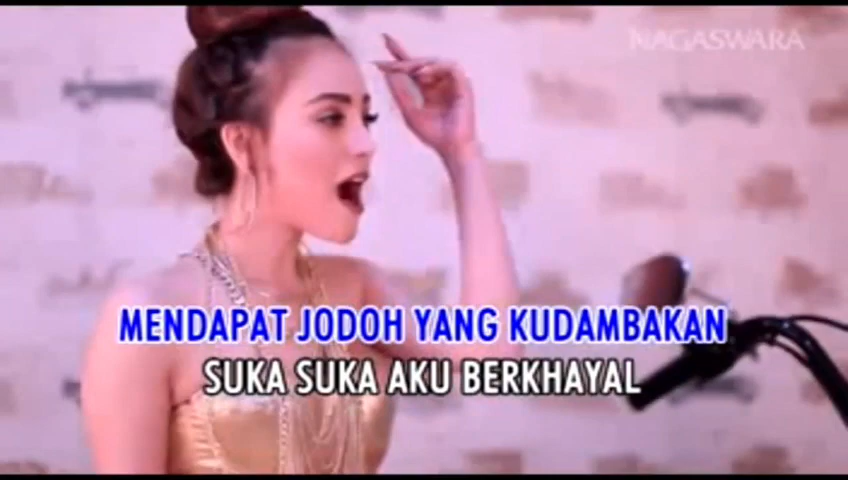 NAGASWARA
MENDAPAT JODOH YANG KUDAMBAKAN
SUKA SUKA AKU BERKHAYAL